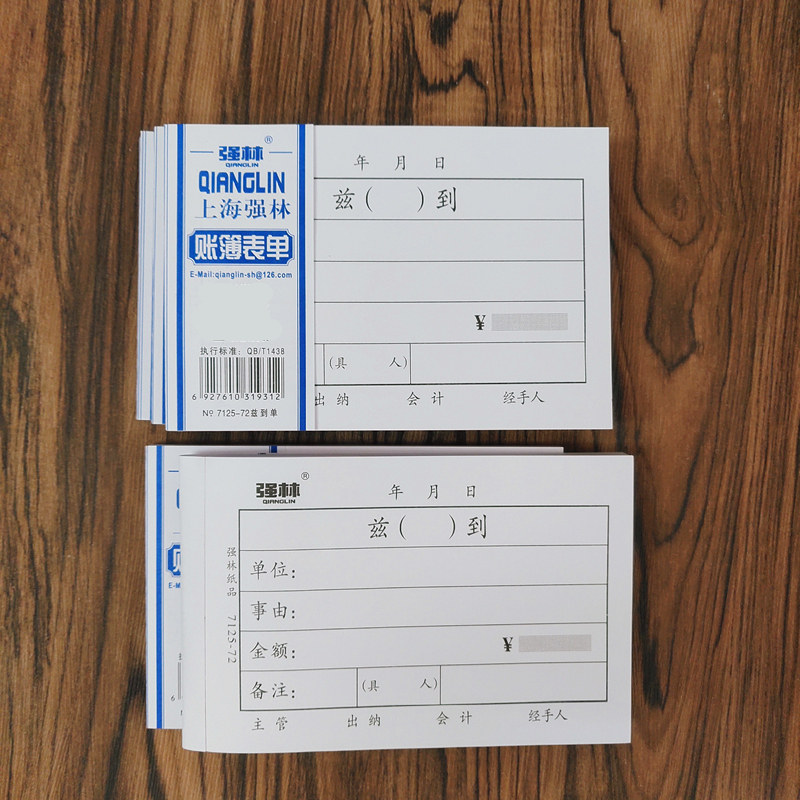 强林®
QIANGLIN
QIANGLIN
上海强林
账簿表单
E-Mail:qianglin-sh@126.com
执行标准: QB/T1438
6 927610 319312
№ 7125-72兹到单
年 月 日
兹( )到
¥
(具 人)
出 纳 会 计 经手人
强林®
QIANGLIN
年 月 日
兹( )到
单位:
事由:
金额: ¥
备注: (具 人)
主 管 出 纳 会 计 经手人
强林纸品 7125-72
Q
账
E-M
6